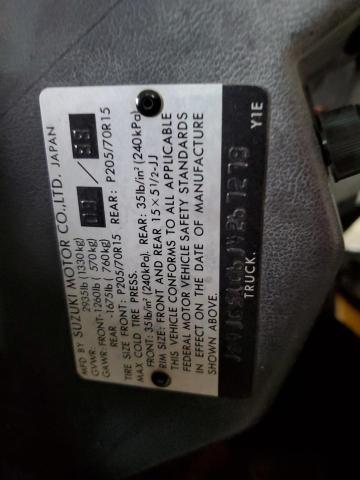 MFD BY SUZUKI MOTOR CO., LTD. JAPAN
GVWR: 2935lb (1330kg)
GAWR: FRONT-1260lb ( 570kg)
REAR -1675lb ( 760kg)
TIRE SIZE FRONT: P205/70R15 REAR: P205/70R15
MAX COLD TIRE PRESS.
FRONT: 35lb/in² (240kPa). REAR: 35lb/in² (240kPa)
RIM SIZE: FRONT AND REAR 15×5 1/2-JJ
THIS VEHICLE CONFORMS TO ALL APPLICABLE
FEDERAL MOTOR VEHICLE SAFETY STANDARDS
IN EFFECT ON THE DATE OF MANUFACTURE
SHOWN ABOVE.
TRUCK. Y1E